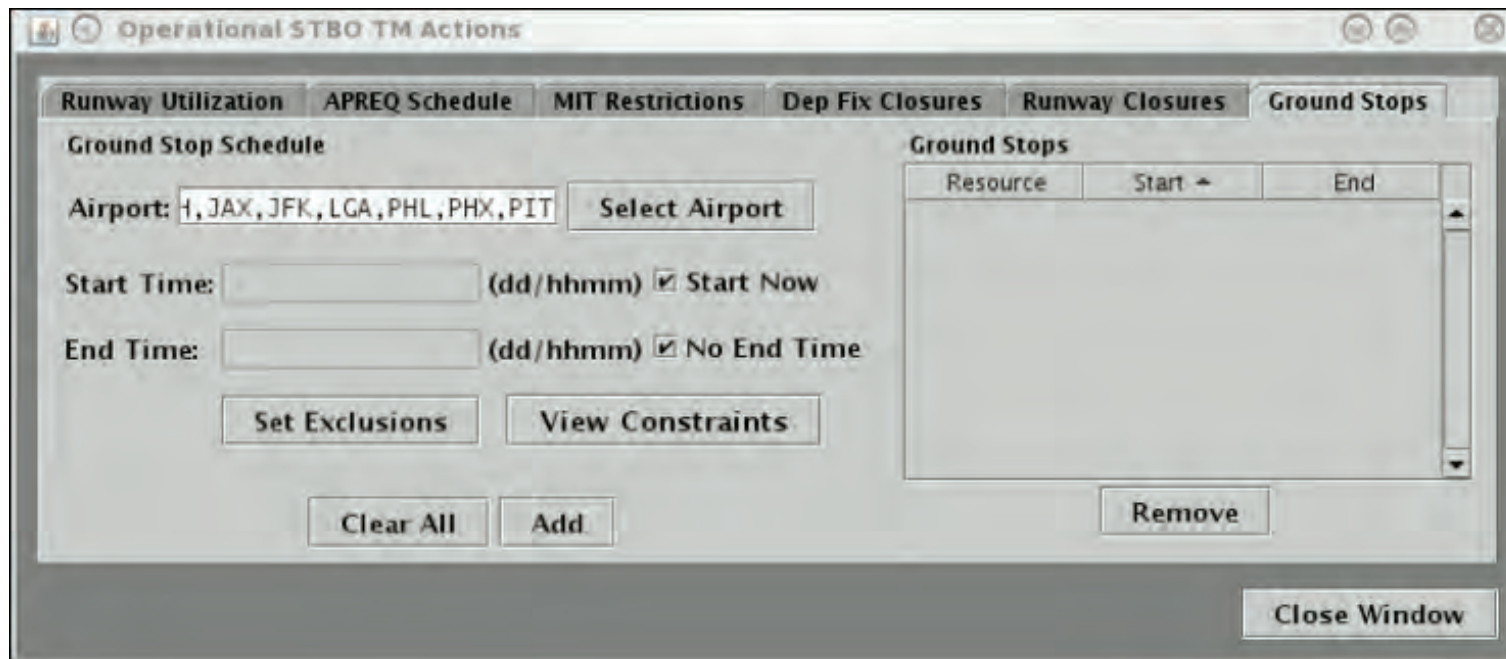 Operational STBO TM Actions
Runway Utilization APREQ Schedule MIT Restrictions Dep Fix Closures Runway Closures Ground Stops
Ground Stop Schedule
Airport: H,JAX,JFK,LGA,PHL,PHX,PIT Select Airport
Start Time: (dd/hhmm) Start Now
End Time: (dd/hhmm) No End Time
Set Exclusions View Constraints
Clear All Add
Ground Stops
Resource Start End
Remove
Close Window